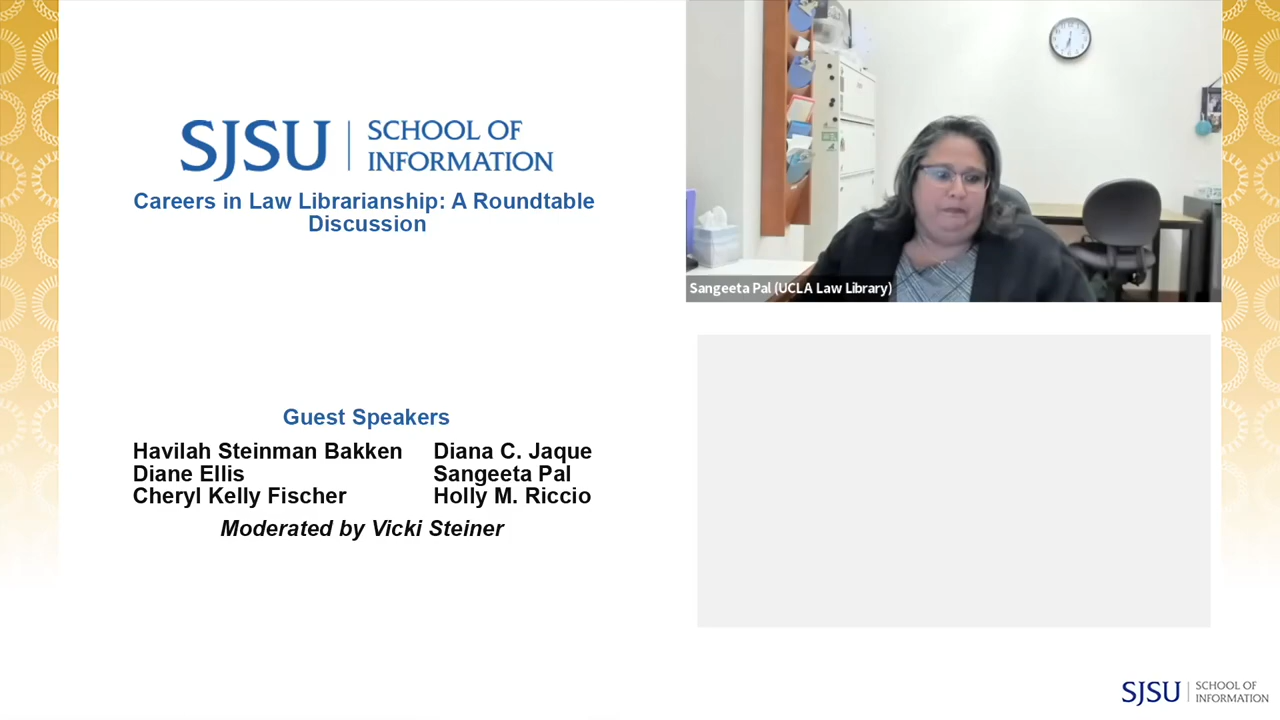 SJSU
SCHOOL OF
INFORMATION
Careers in Law Librarianship: A Roundtable
Discussion
Guest Speakers
Havilah Steinman Bakken
Diane Ellis
Cheryl Kelly Fischer
Diana C. Jaque
Sangeeta Pal
Holly M. Riccio
Moderated by Vicki Steiner
Sangeeta Pal (UCLA Law Library)
SJSU
SCHOOL OF
INFORMATION